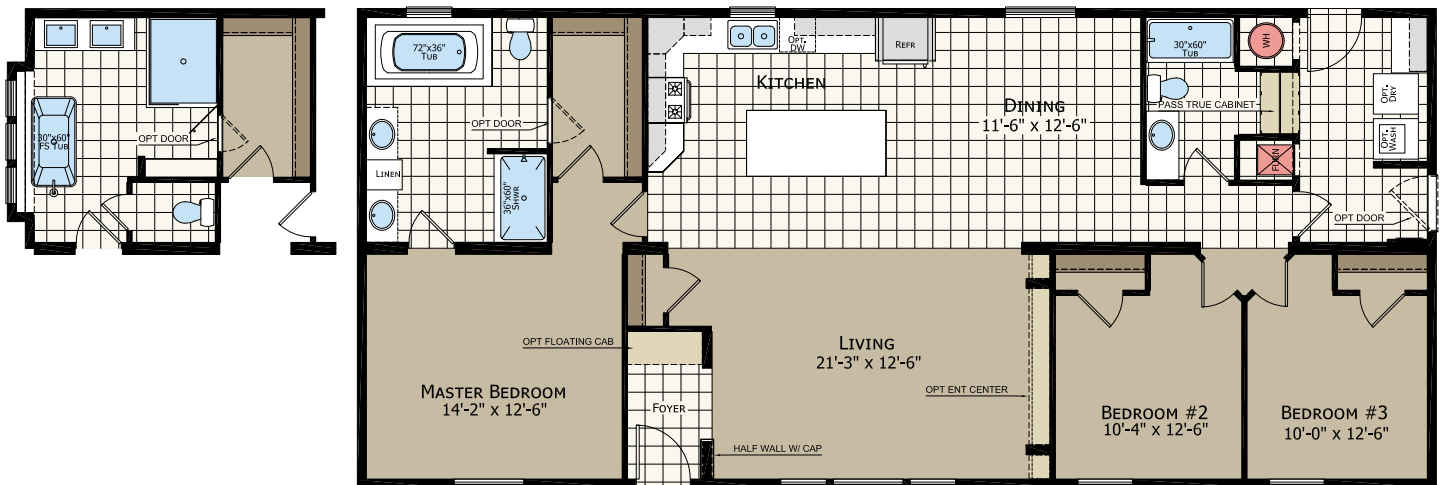 30"x60"
FS TUB
OPT DOOR
72"x36"
TUB
OPT DOOR
LINEN
36"x60"
SHWR
OPT.
DW
REFR
KITCHEN
DINING
11'-6" x 12'-6"
30"x60"
TUB
WH
PASS TRUE CABINET
FURN
OPT.
DRY
OPT.
WASH
OPT DOOR
OPT FLOATING CAB
MASTER BEDROOM
14'-2" x 12'-6"
FOYER
HALF WALL W/ CAP
LIVING
21'-3" x 12'-6"
OPT ENT CENTER
BEDROOM #2
10'-4" x 12'-6"
BEDROOM #3
10'-0" x 12'-6"